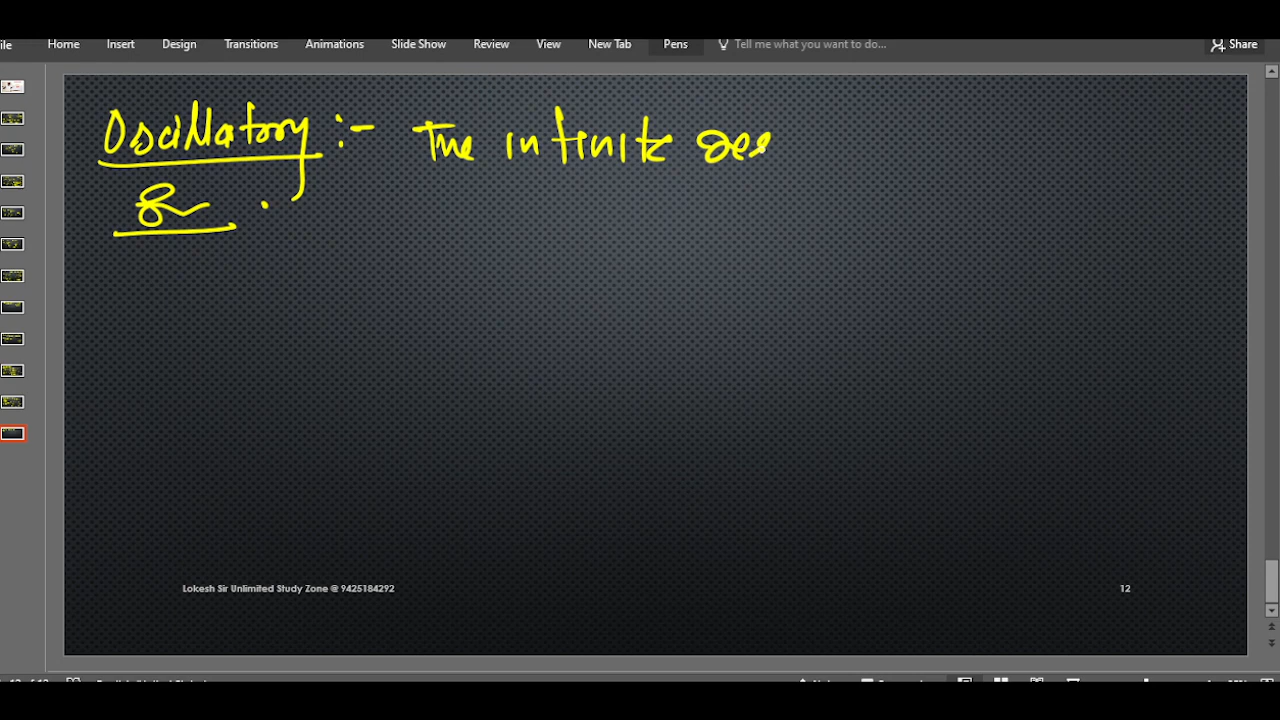 File Home Insert Design Transitions Animations Slide Show Review View New Tab Pens Tell me what you want to do... Share
Oscillatory :- The infinite ses
Lokesh Sir Unlimited Study Zone @ 9425184292 12